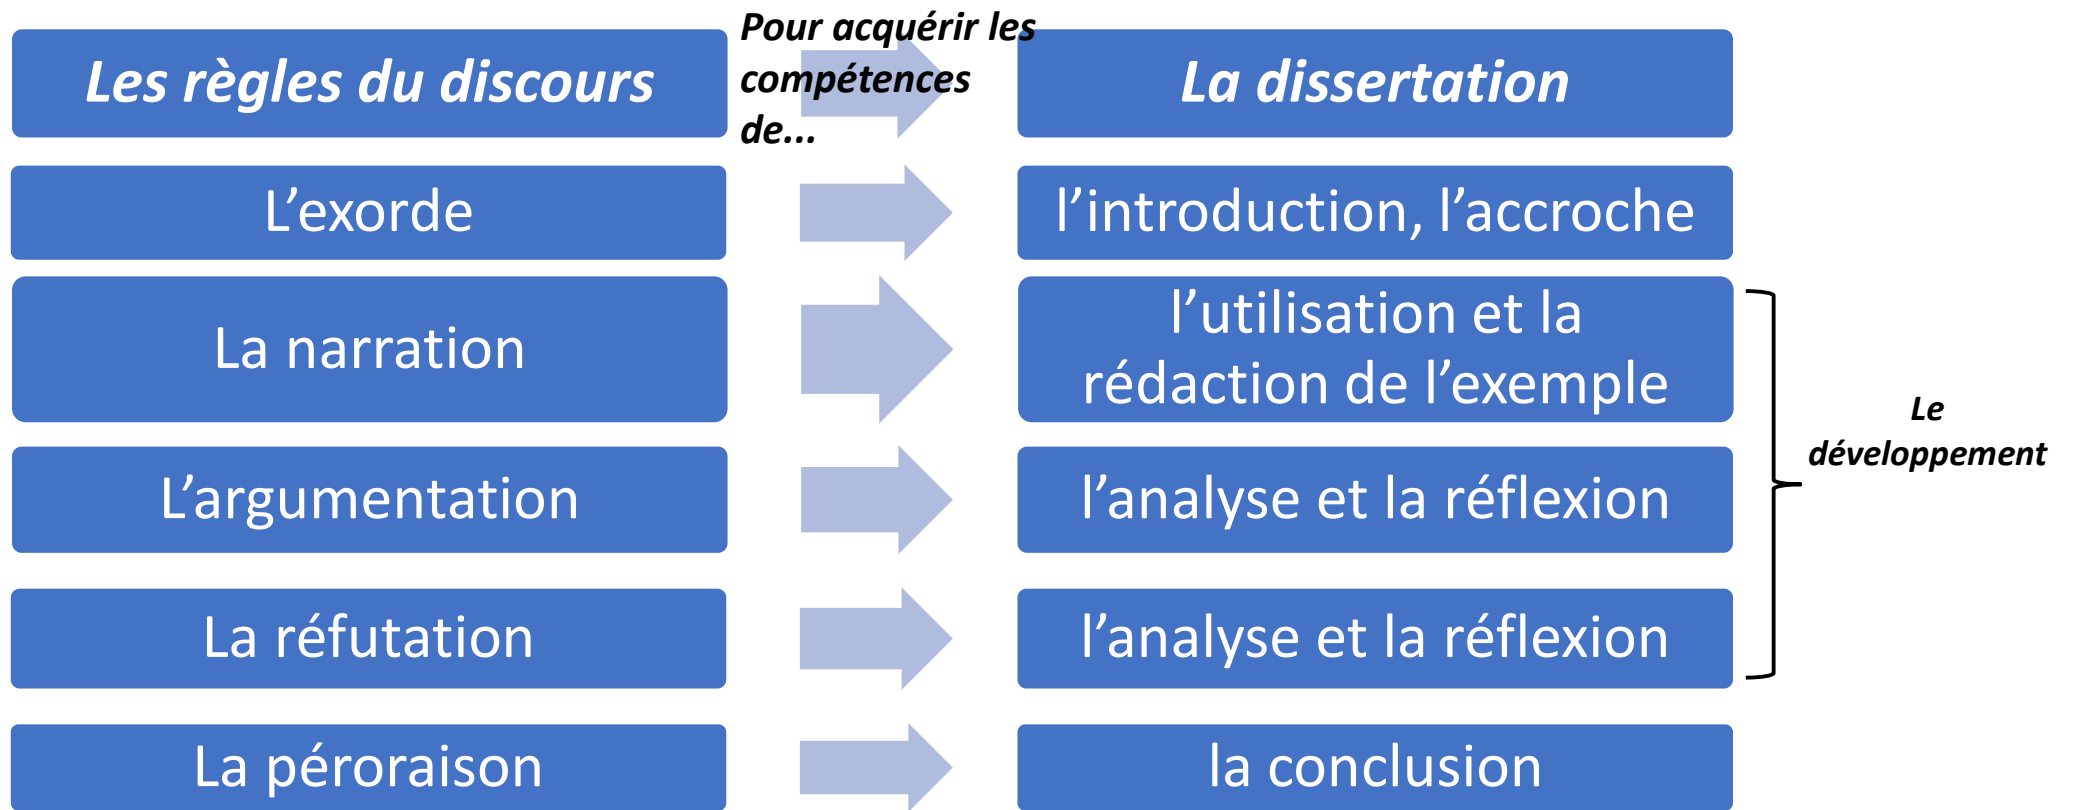 Les règles du discours
Pour acquérir les
compétences
de...
La dissertation
L’exorde
l’introduction, l’accroche
La narration
l’utilisation et la
rédaction de l’exemple
L’argumentation
l’analyse et la réflexion
La réfutation
l’analyse et la réflexion
Le
développement
La péroraison
la conclusion